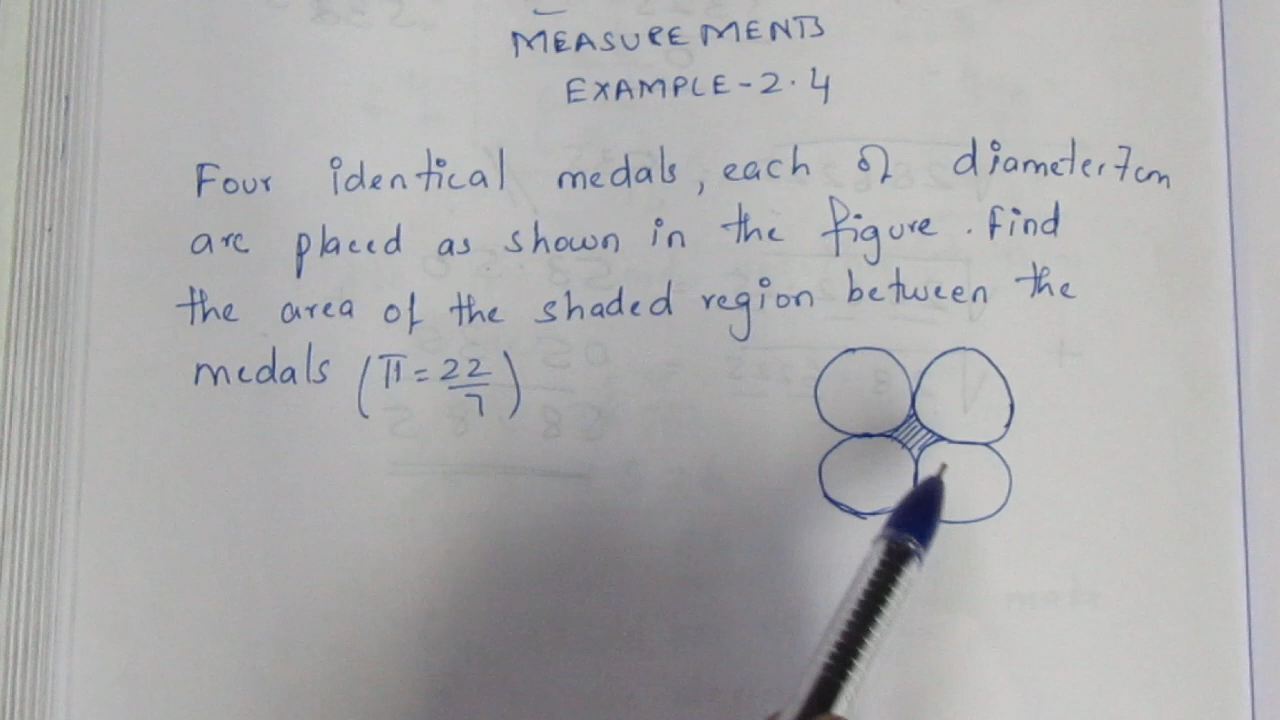 MEASUREMENTS
EXAMPLE-2.4
Four identical medals, each of diameter 7cm
are placed as shown in the figure. Find
the area of the shaded region between the
medals (π = 22/7)